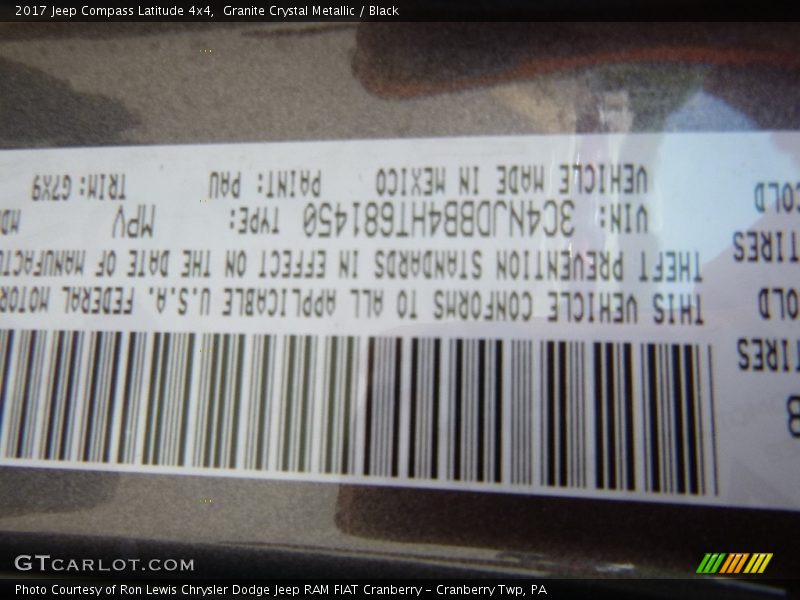 2017 Jeep Compass Latitude 4x4,  Granite Crystal Metallic / Black
B
TIRES
COLD
TIRES
COLD
THIS VEHICLE CONFORMS TO ALL APPLICABLE U.S.A. FEDERAL MOTOR
THEFT PREVENTION STANDARDS IN EFFECT ON THE DATE OF MANUFACTU
VIN: 3C4NJDBB4HT681450 TYPE: MPV MDH
VEHICLE MADE IN MEXICO PAINT: PAU TRIM: G7X9
GTCARLOT.COM
Photo Courtesy of Ron Lewis Chrysler Dodge Jeep RAM FIAT Cranberry – Cranberry Twp, PA